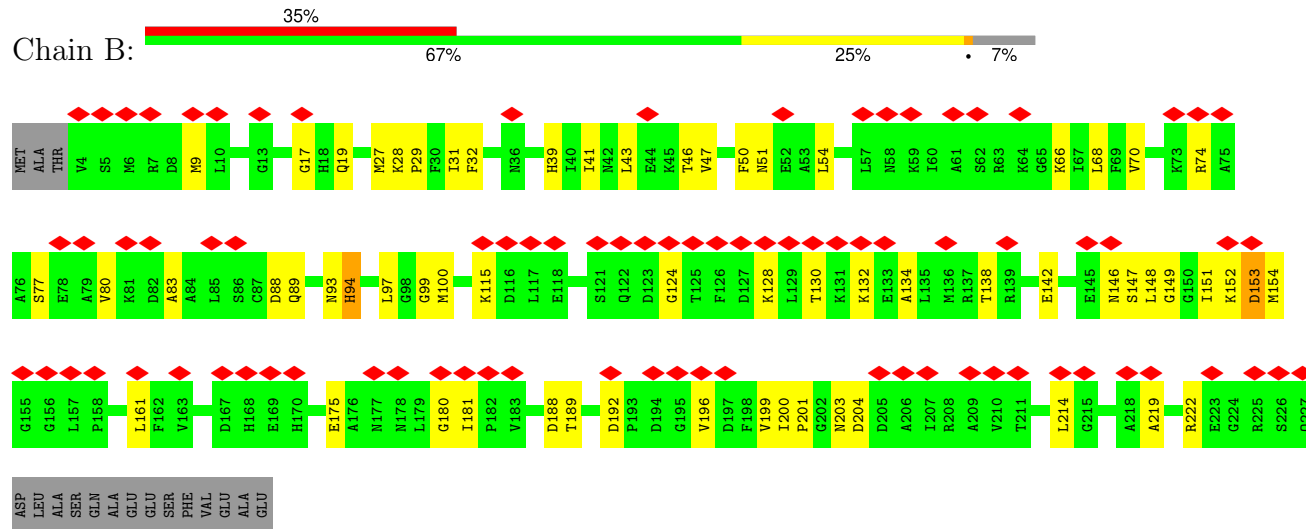 35%
Chain B:
67% 25% • 7%
MET ALA THR V4 S5 M6 R7 D8 M9 L10 G13 G17 H18 Q19 M27 K28 P29 F30 I31 F32 N36 H39 I40 I41 N42 L43 E44 K45 T46 V47 F50 N51 E52 A53 L54 L57 N58 K59 I60 A61 S62 R63 K64 G65 K66 I67 L68 F69 V70 K73 R74 A75
A76 S77 E78 A79 V80 K81 D82 A83 A84 L85 S86 C87 D88 Q89 N93 H94 L97 G98 G99 M100 K115 D116 L117 E118 S121 Q122 D123 G124 T125 F126 D127 K128 L129 T130 K131 K132 E133 A134 L135 M136 R137 T138 R139 E142 E145 N146 S147 L148 G149 G150 I151 K152 D153 M154
G155 G156 L157 P158 L161 F162 V163 D167 H168 E169 H170 E175 A176 N177 N178 L179 G180 I181 P182 V183 D188 T189 D192 P193 D194 G195 V196 D197 F198 V199 I200 P201 G202 N203 D204 D205 A206 I207 R208 A209 V210 T211 L214 G215 A218 A219 R222 E223 G224 R225 S226
ASP LEU ALA SER GLN ALA GLU GLU SER PHE VAL GLU ALA GLU